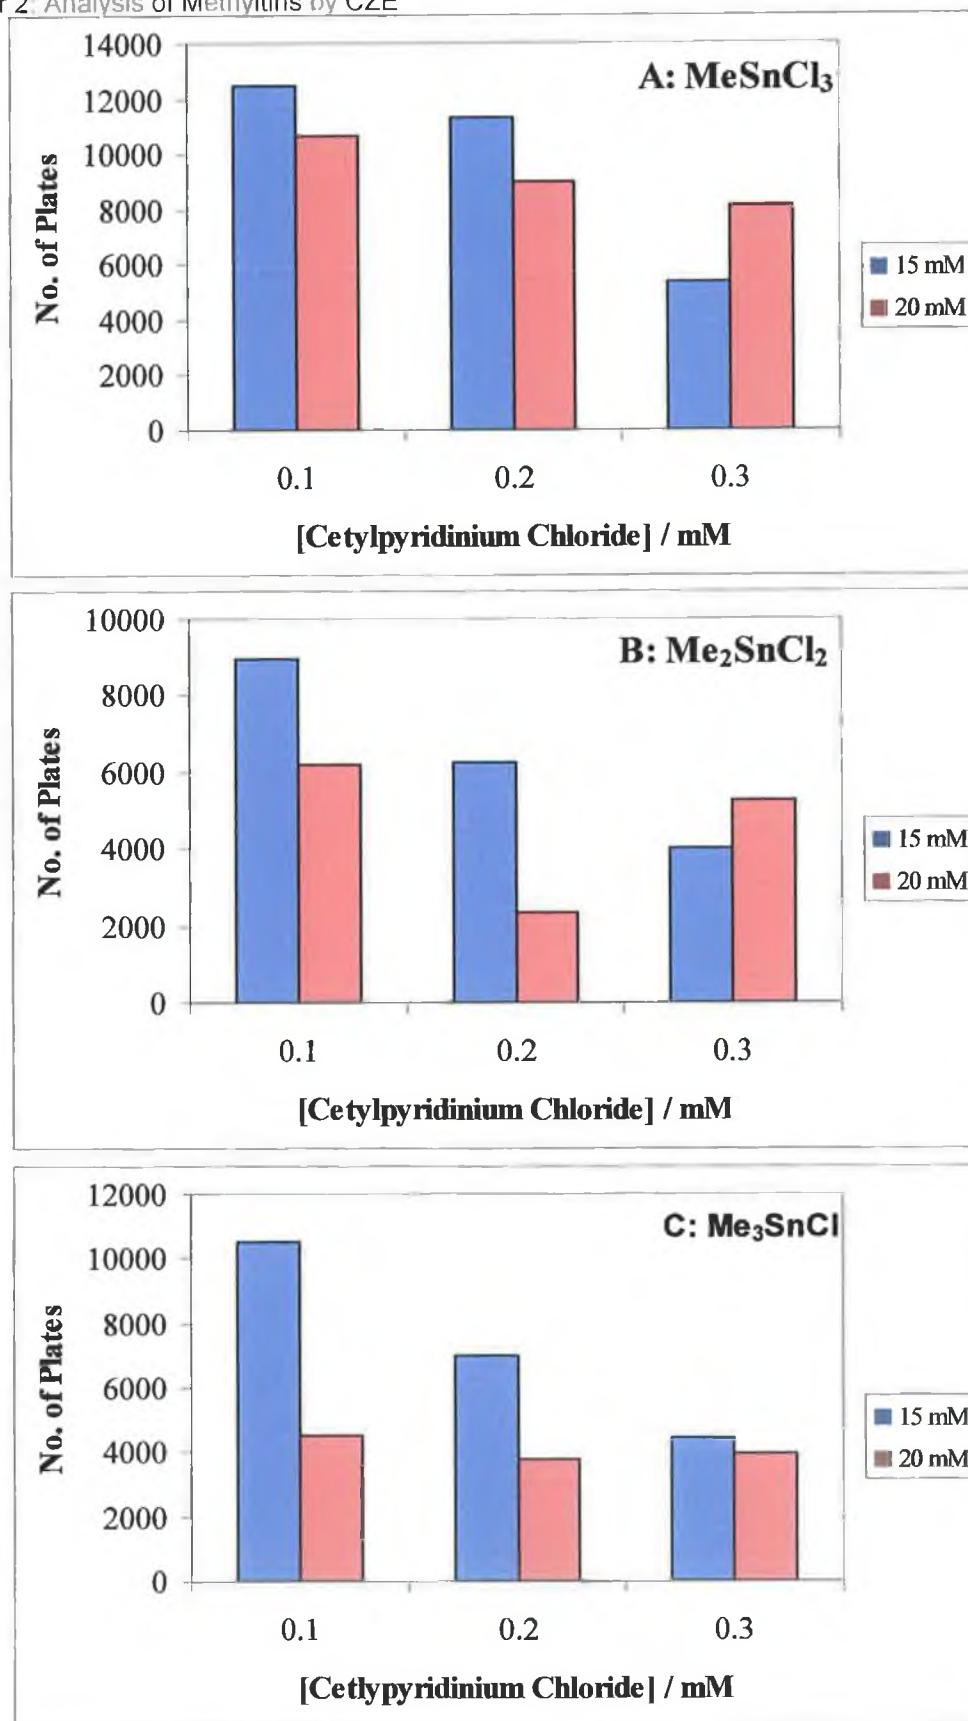 r 2: Analysis of Methyltins by CZE
14000
12000
10000
8000
6000
4000
2000
0
No. of Plates
A: MeSnCl₃
15 mM
20 mM
0.1 0.2 0.3
[Cetylpyridinium Chloride] / mM
10000
8000
6000
4000
2000
0
No. of Plates
B: Me₂SnCl₂
15 mM
20 mM
0.1 0.2 0.3
[Cetylpyridinium Chloride] / mM
12000
10000
8000
6000
4000
2000
0
No. of Plates
C: Me₃SnCl
15 mM
20 mM
0.1 0.2 0.3
[Cetlypyridinium Chloride] / mM